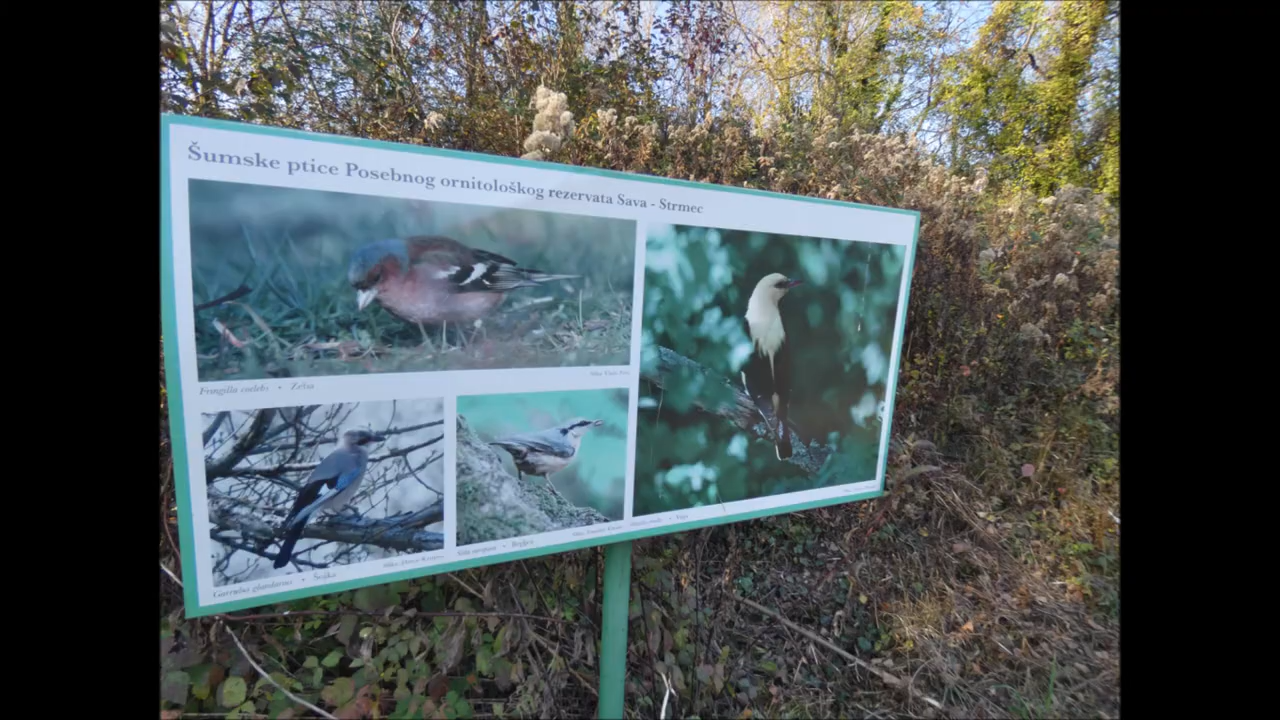 Šumske ptice Posebnog ornitološkog rezervata Sava - Strmec
Fringilla coelebs • Zeba
Garrulus glandarius • Šojka
Sitta europaea • Brgljez